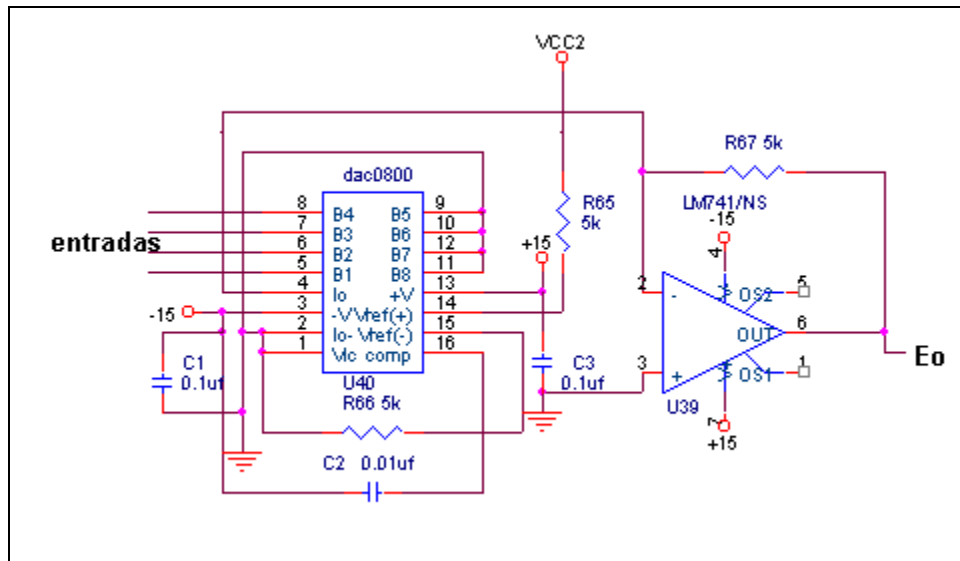 VCC2
R67 5k
dac0800
LM741/NS
-15
R65
5k
+15
entradas
8 B4 B5 9
7 B3 B6 10
6 B2 B7 12
5 B1 B8 11
4 Io +V 13
3 -V Vref(+) 14
2 Io- Vref(-) 15
1 Vlc comp 16
-15
C1
0.1uf
U40
R66 5k
C2 0.01uf
C3
0.1uf
4
2 -
3 +
OS2 5
OUT 6
OS1 1
U39
7
+15
Eo